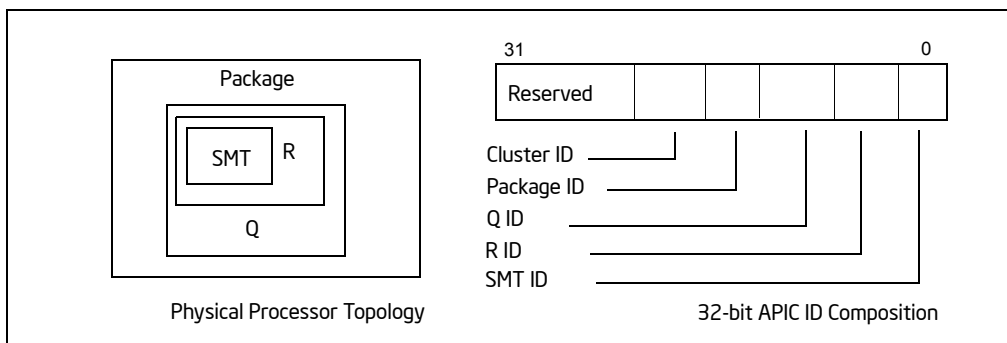 Package
SMT
R
Q
Physical Processor Topology
31
0
Reserved
Cluster ID
Package ID
Q ID
R ID
SMT ID
32-bit APIC ID Composition